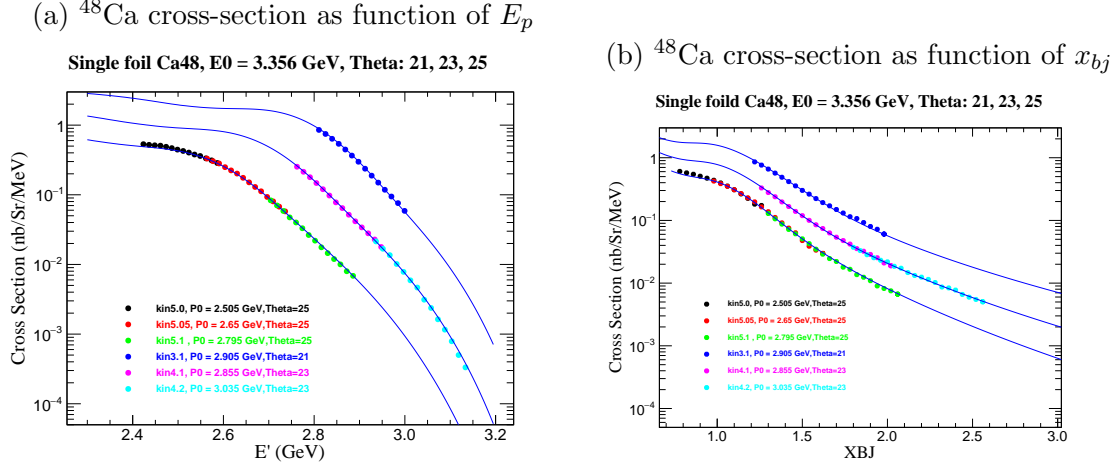 (a) ⁴⁸Ca cross-section as function of Eₚ
Single foil Ca48, E0 = 3.356 GeV, Theta: 21, 23, 25
Cross Section (nb/Sr/MeV)
1
10⁻¹
10⁻²
10⁻³
10⁻⁴
kin5.0, P0 = 2.505 GeV,Theta=25
kin5.05, P0 = 2.65 GeV,Theta=25
kin5.1 , P0 = 2.795 GeV,Theta=25
kin3.1, P0 = 2.905 GeV,Theta=21
kin4.1, P0 = 2.855 GeV,Theta=23
kin4.2, P0 = 3.035 GeV,Theta=23
2.4 2.6 2.8 3.0 3.2
E' (GeV)
(b) ⁴⁸Ca cross-section as function of x_bj
Single foild Ca48, E0 = 3.356 GeV, Theta: 21, 23, 25
Cross Section (nb/Sr/MeV)
1
10⁻¹
10⁻²
10⁻³
10⁻⁴
kin5.0, P0 = 2.505 GeV,Theta=25
kin5.05, P0 = 2.65 GeV,Theta=25
kin5.1 , P0 = 2.795 GeV,Theta=25
kin3.1, P0 = 2.905 GeV,Theta=21
kin4.1, P0 = 2.855 GeV,Theta=23
kin4.2, P0 = 3.035 GeV,Theta=23
1.0 1.5 2.0 2.5 3.0
XBJ